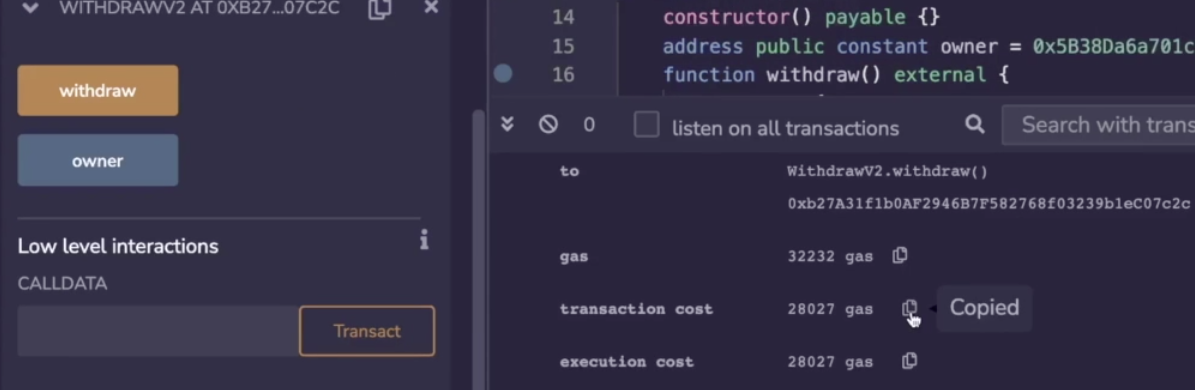 WITHDRAWV2 AT 0XB27...07C2C
withdraw
owner
Low level interactions
CALLDATA
Transact
14 constructor() payable {}
15 address public constant owner = 0x5B38Da6a701c
16 function withdraw() external {
0 listen on all transactions Search with trans
to WithdrawV2.withdraw()
0xb27A31f1b0AF2946B7F582768f03239b1eC07c2c
gas 32232 gas
transaction cost 28027 gas Copied
execution cost 28027 gas